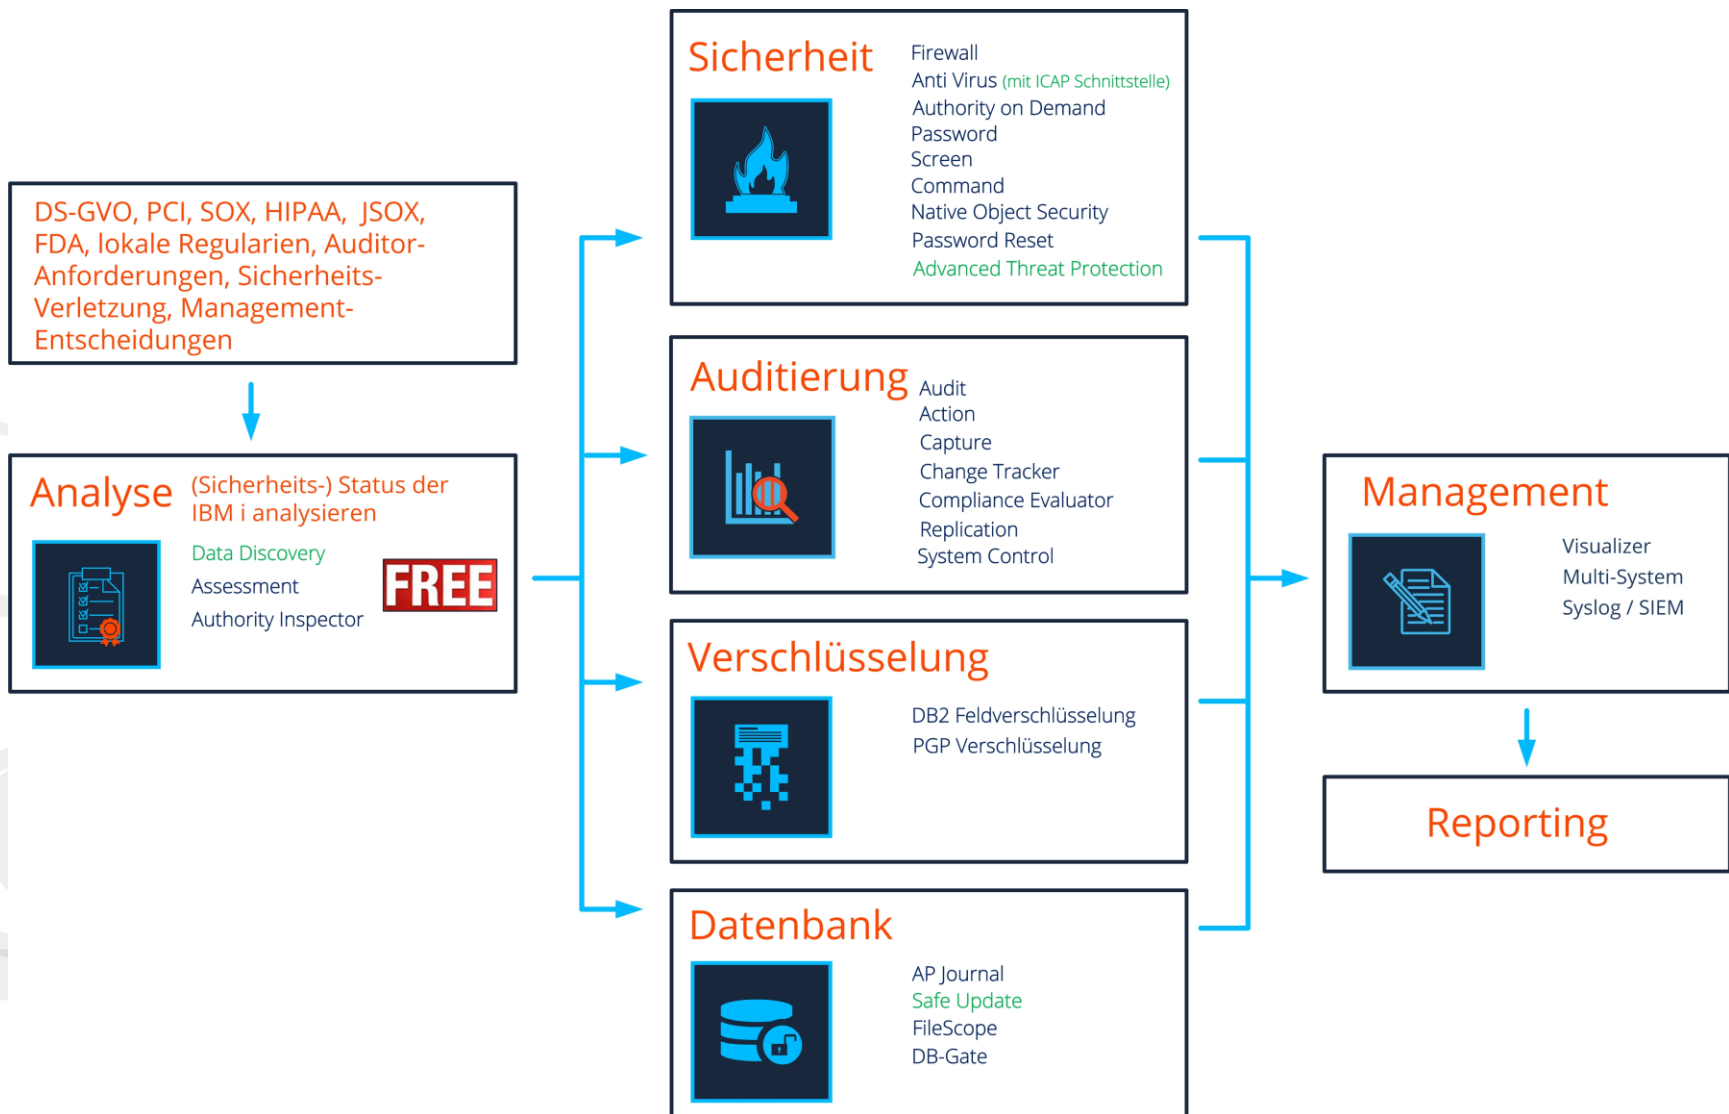 DS-GVO, PCI, SOX, HIPAA, JSOX,
FDA, lokale Regularien, Auditor-
Anforderungen, Sicherheits-
Verletzung, Management-
Entscheidungen
Analyse
(Sicherheits-) Status der
IBM i analysieren
Data Discovery
Assessment
Authority Inspector
FREE
Sicherheit
Firewall
Anti Virus (mit ICAP Schnittstelle)
Authority on Demand
Password
Screen
Command
Native Object Security
Password Reset
Advanced Threat Protection
Auditierung
Audit
Action
Capture
Change Tracker
Compliance Evaluator
Replication
System Control
Verschlüsselung
DB2 Feldverschlüsselung
PGP Verschlüsselung
Datenbank
AP Journal
Safe Update
FileScope
DB-Gate
Management
Visualizer
Multi-System
Syslog / SIEM
Reporting